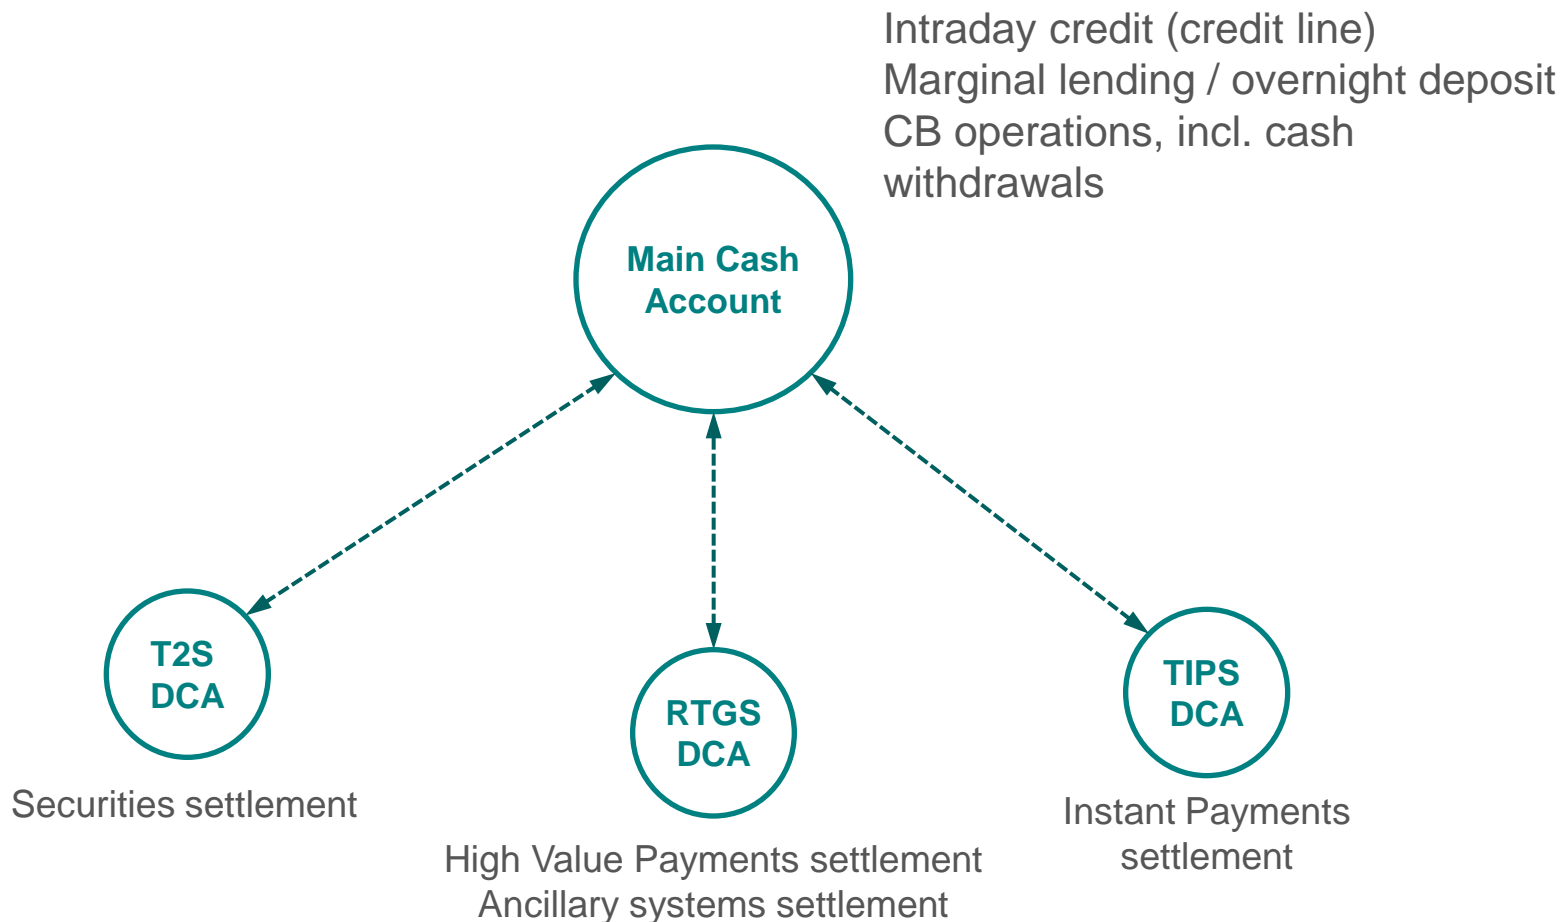 Intraday credit (credit line)
Marginal lending / overnight deposit
CB operations, incl. cash
withdrawals
Main Cash
Account
T2S
DCA
Securities settlement
RTGS
DCA
High Value Payments settlement
Ancillary systems settlement
TIPS
DCA
Instant Payments
settlement